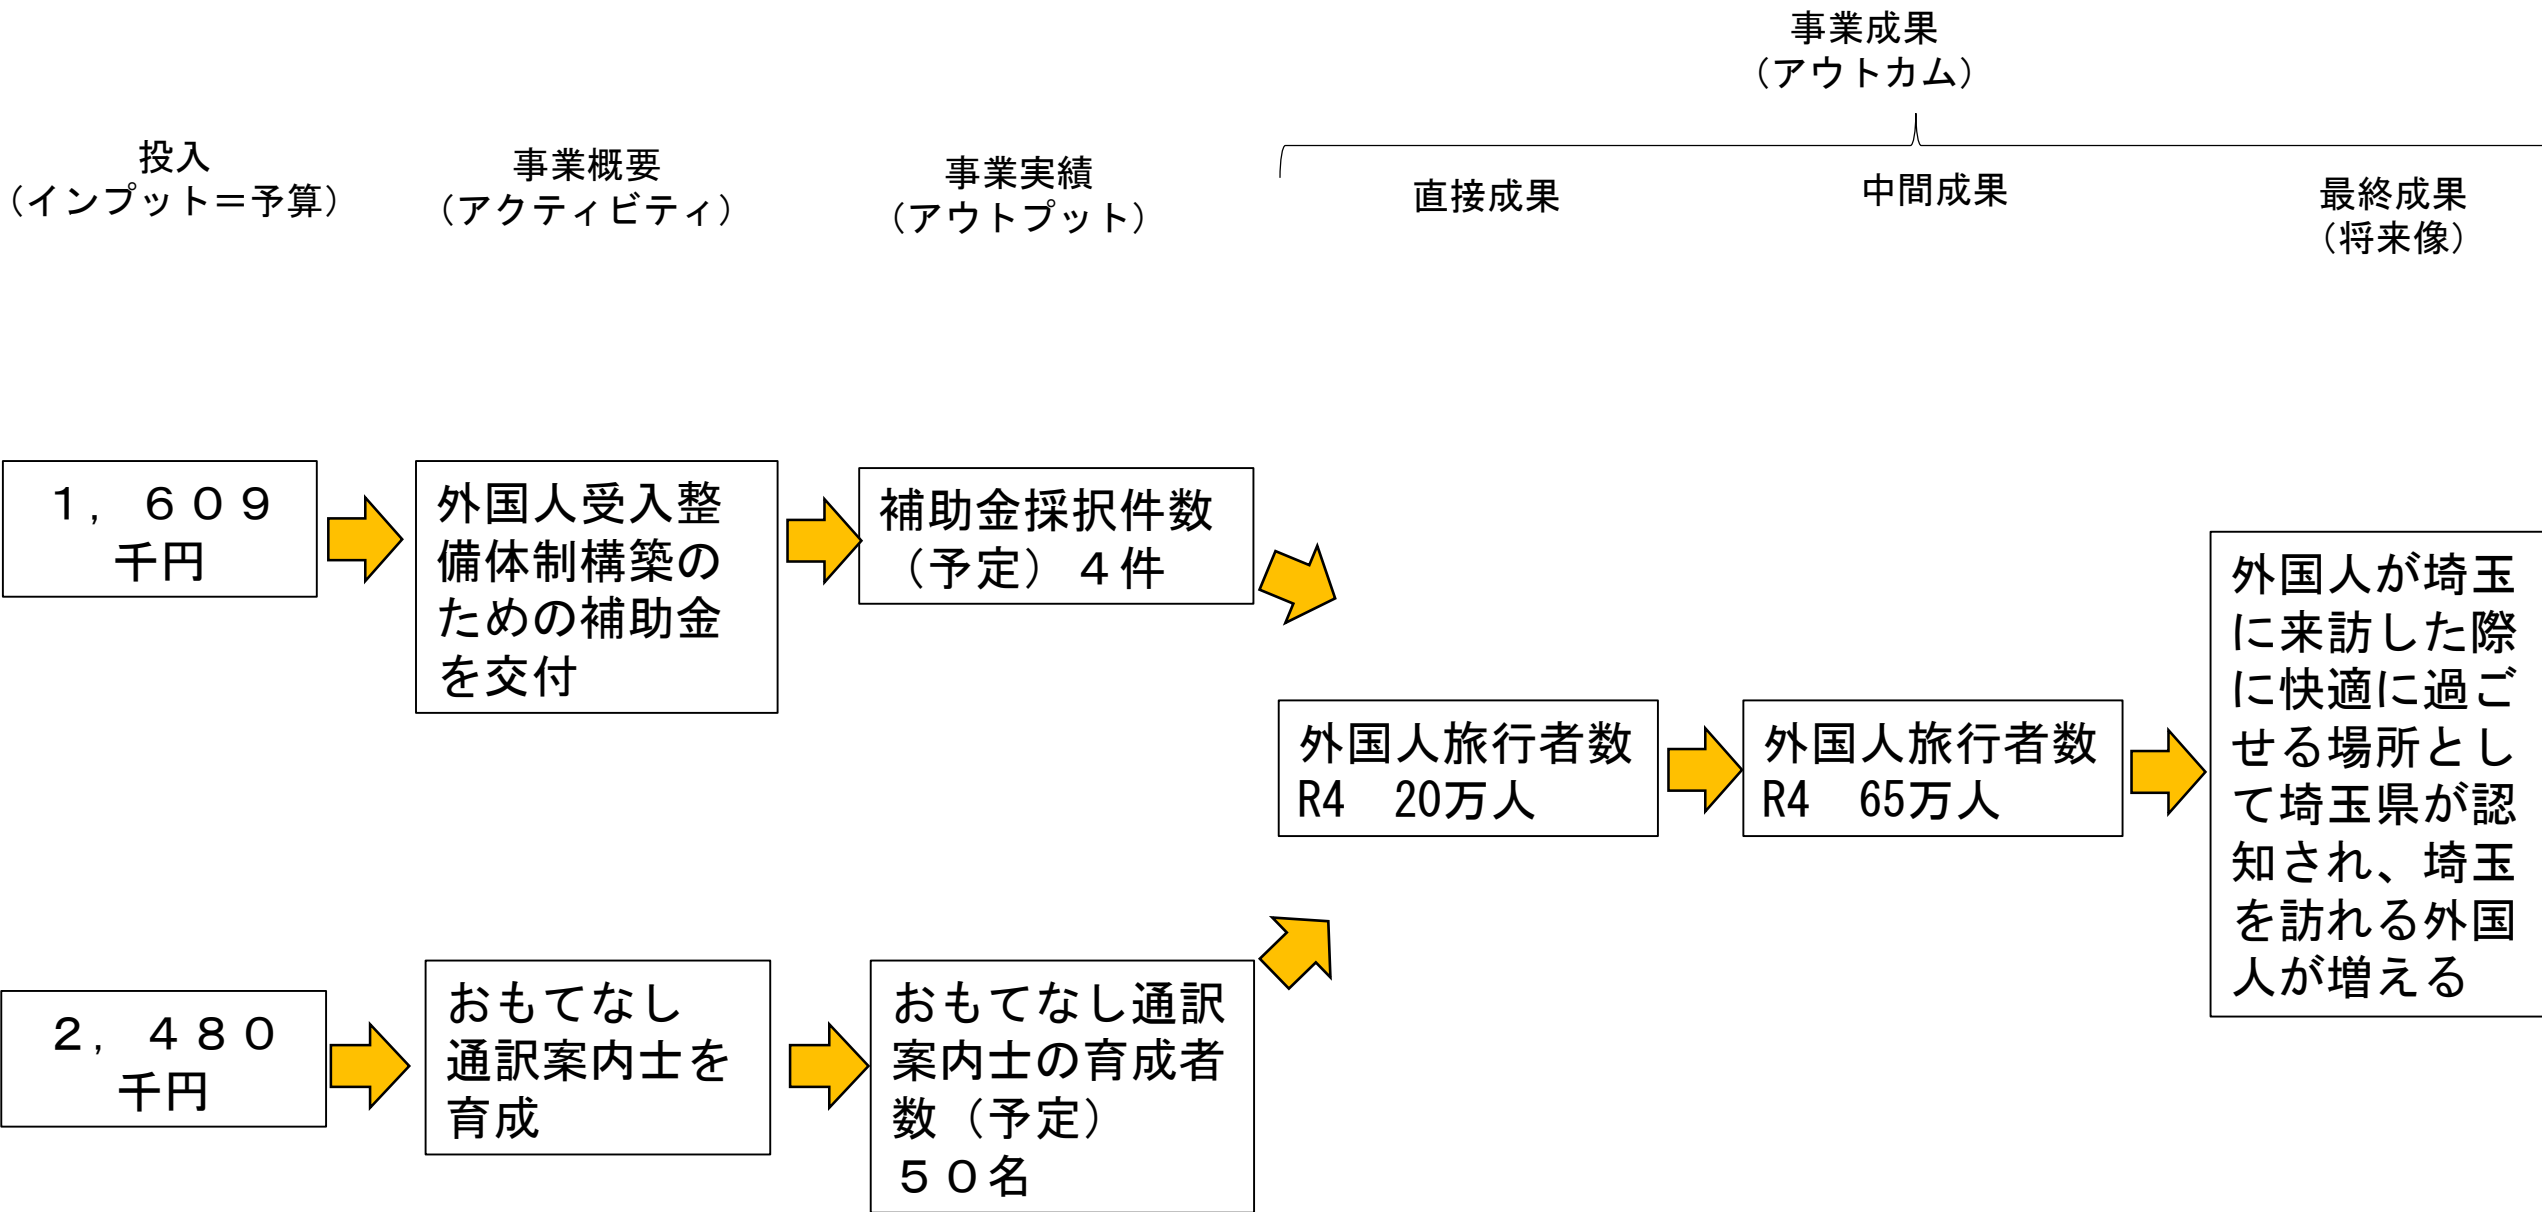 事業成果
（アウトカム）
投入
（インプット＝予算）
事業概要
（アクティビティ）
事業実績
（アウトプット）
直接成果
中間成果
最終成果
（将来像）
１，６０９
千円
外国人受入整
備体制構築の
ための補助金
を交付
補助金採択件数
（予定）４件
外国人旅行者数
R4　20万人
外国人旅行者数
R4　65万人
外国人が埼玉
に来訪した際
に快適に過ご
せる場所とし
て埼玉県が認
知され、埼玉
を訪れる外国
人が増える
２，４８０
千円
おもてなし
通訳案内士を
育成
おもてなし通訳
案内士の育成者
数（予定）
５０名